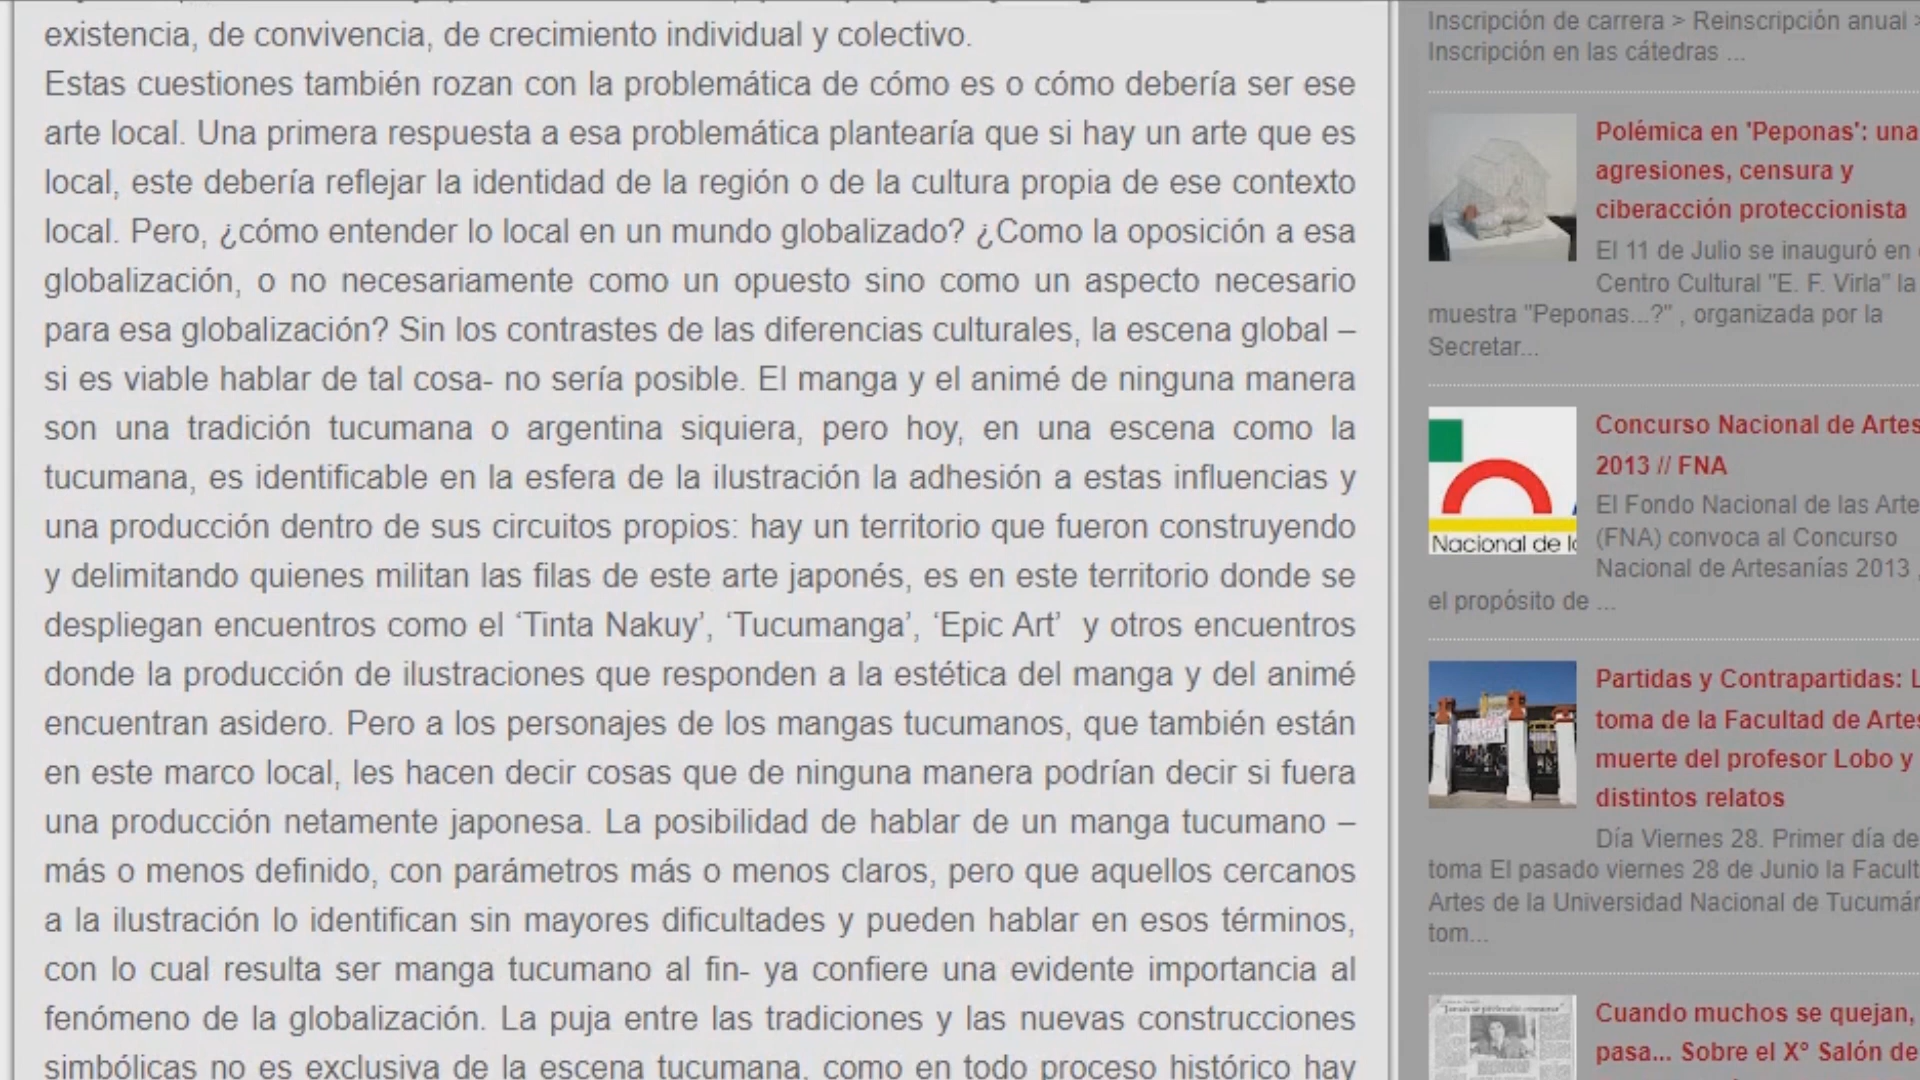 existencia, de convivencia, de crecimiento individual y colectivo.
Estas cuestiones también rozan con la problemática de cómo es o cómo debería ser ese
arte local. Una primera respuesta a esa problemática plantearía que si hay un arte que es
local, este debería reflejar la identidad de la región o de la cultura propia de ese contexto
local. Pero, ¿cómo entender lo local en un mundo globalizado? ¿Como la oposición a esa
globalización, o no necesariamente como un opuesto sino como un aspecto necesario
para esa globalización? Sin los contrastes de las diferencias culturales, la escena global –
si es viable hablar de tal cosa- no sería posible. El manga y el animé de ninguna manera
son una tradición tucumana o argentina siquiera, pero hoy, en una escena como la
tucumana, es identificable en la esfera de la ilustración la adhesión a estas influencias y
una producción dentro de sus circuitos propios: hay un territorio que fueron construyendo
y delimitando quienes militan las filas de este arte japonés, es en este territorio donde se
despliegan encuentros como el ‘Tinta Nakuy’, ‘Tucumanga’, ‘Epic Art’ y otros encuentros
donde la producción de ilustraciones que responden a la estética del manga y del animé
encuentran asidero. Pero a los personajes de los mangas tucumanos, que también están
en este marco local, les hacen decir cosas que de ninguna manera podrían decir si fuera
una producción netamente japonesa. La posibilidad de hablar de un manga tucumano –
más o menos definido, con parámetros más o menos claros, pero que aquellos cercanos
a la ilustración lo identifican sin mayores dificultades y pueden hablar en esos términos,
con lo cual resulta ser manga tucumano al fin- ya confiere una evidente importancia al
fenómeno de la globalización. La puja entre las tradiciones y las nuevas construcciones
simbólicas no es exclusiva de la escena tucumana, como en todo proceso histórico hay
Inscripción de carrera > Reinscripción anual >
Inscripción en las cátedras ...
Polémica en 'Peponas': una
agresiones, censura y
ciberacción proteccionista
El 11 de Julio se inauguró en
Centro Cultural "E. F. Virla" la
muestra "Peponas...?" , organizada por la
Secretar...
Concurso Nacional de Artes
2013 // FNA
Nacional de l
El Fondo Nacional de las Arte
(FNA) convoca al Concurso
Nacional de Artesanías 2013 ,
el propósito de ...
Partidas y Contrapartidas: L
toma de la Facultad de Artes
muerte del profesor Lobo y
distintos relatos
Día Viernes 28. Primer día de
toma El pasado viernes 28 de Junio la Facult
Artes de la Universidad Nacional de Tucumán
tom...
Cuando muchos se quejan,
pasa... Sobre el X° Salón de